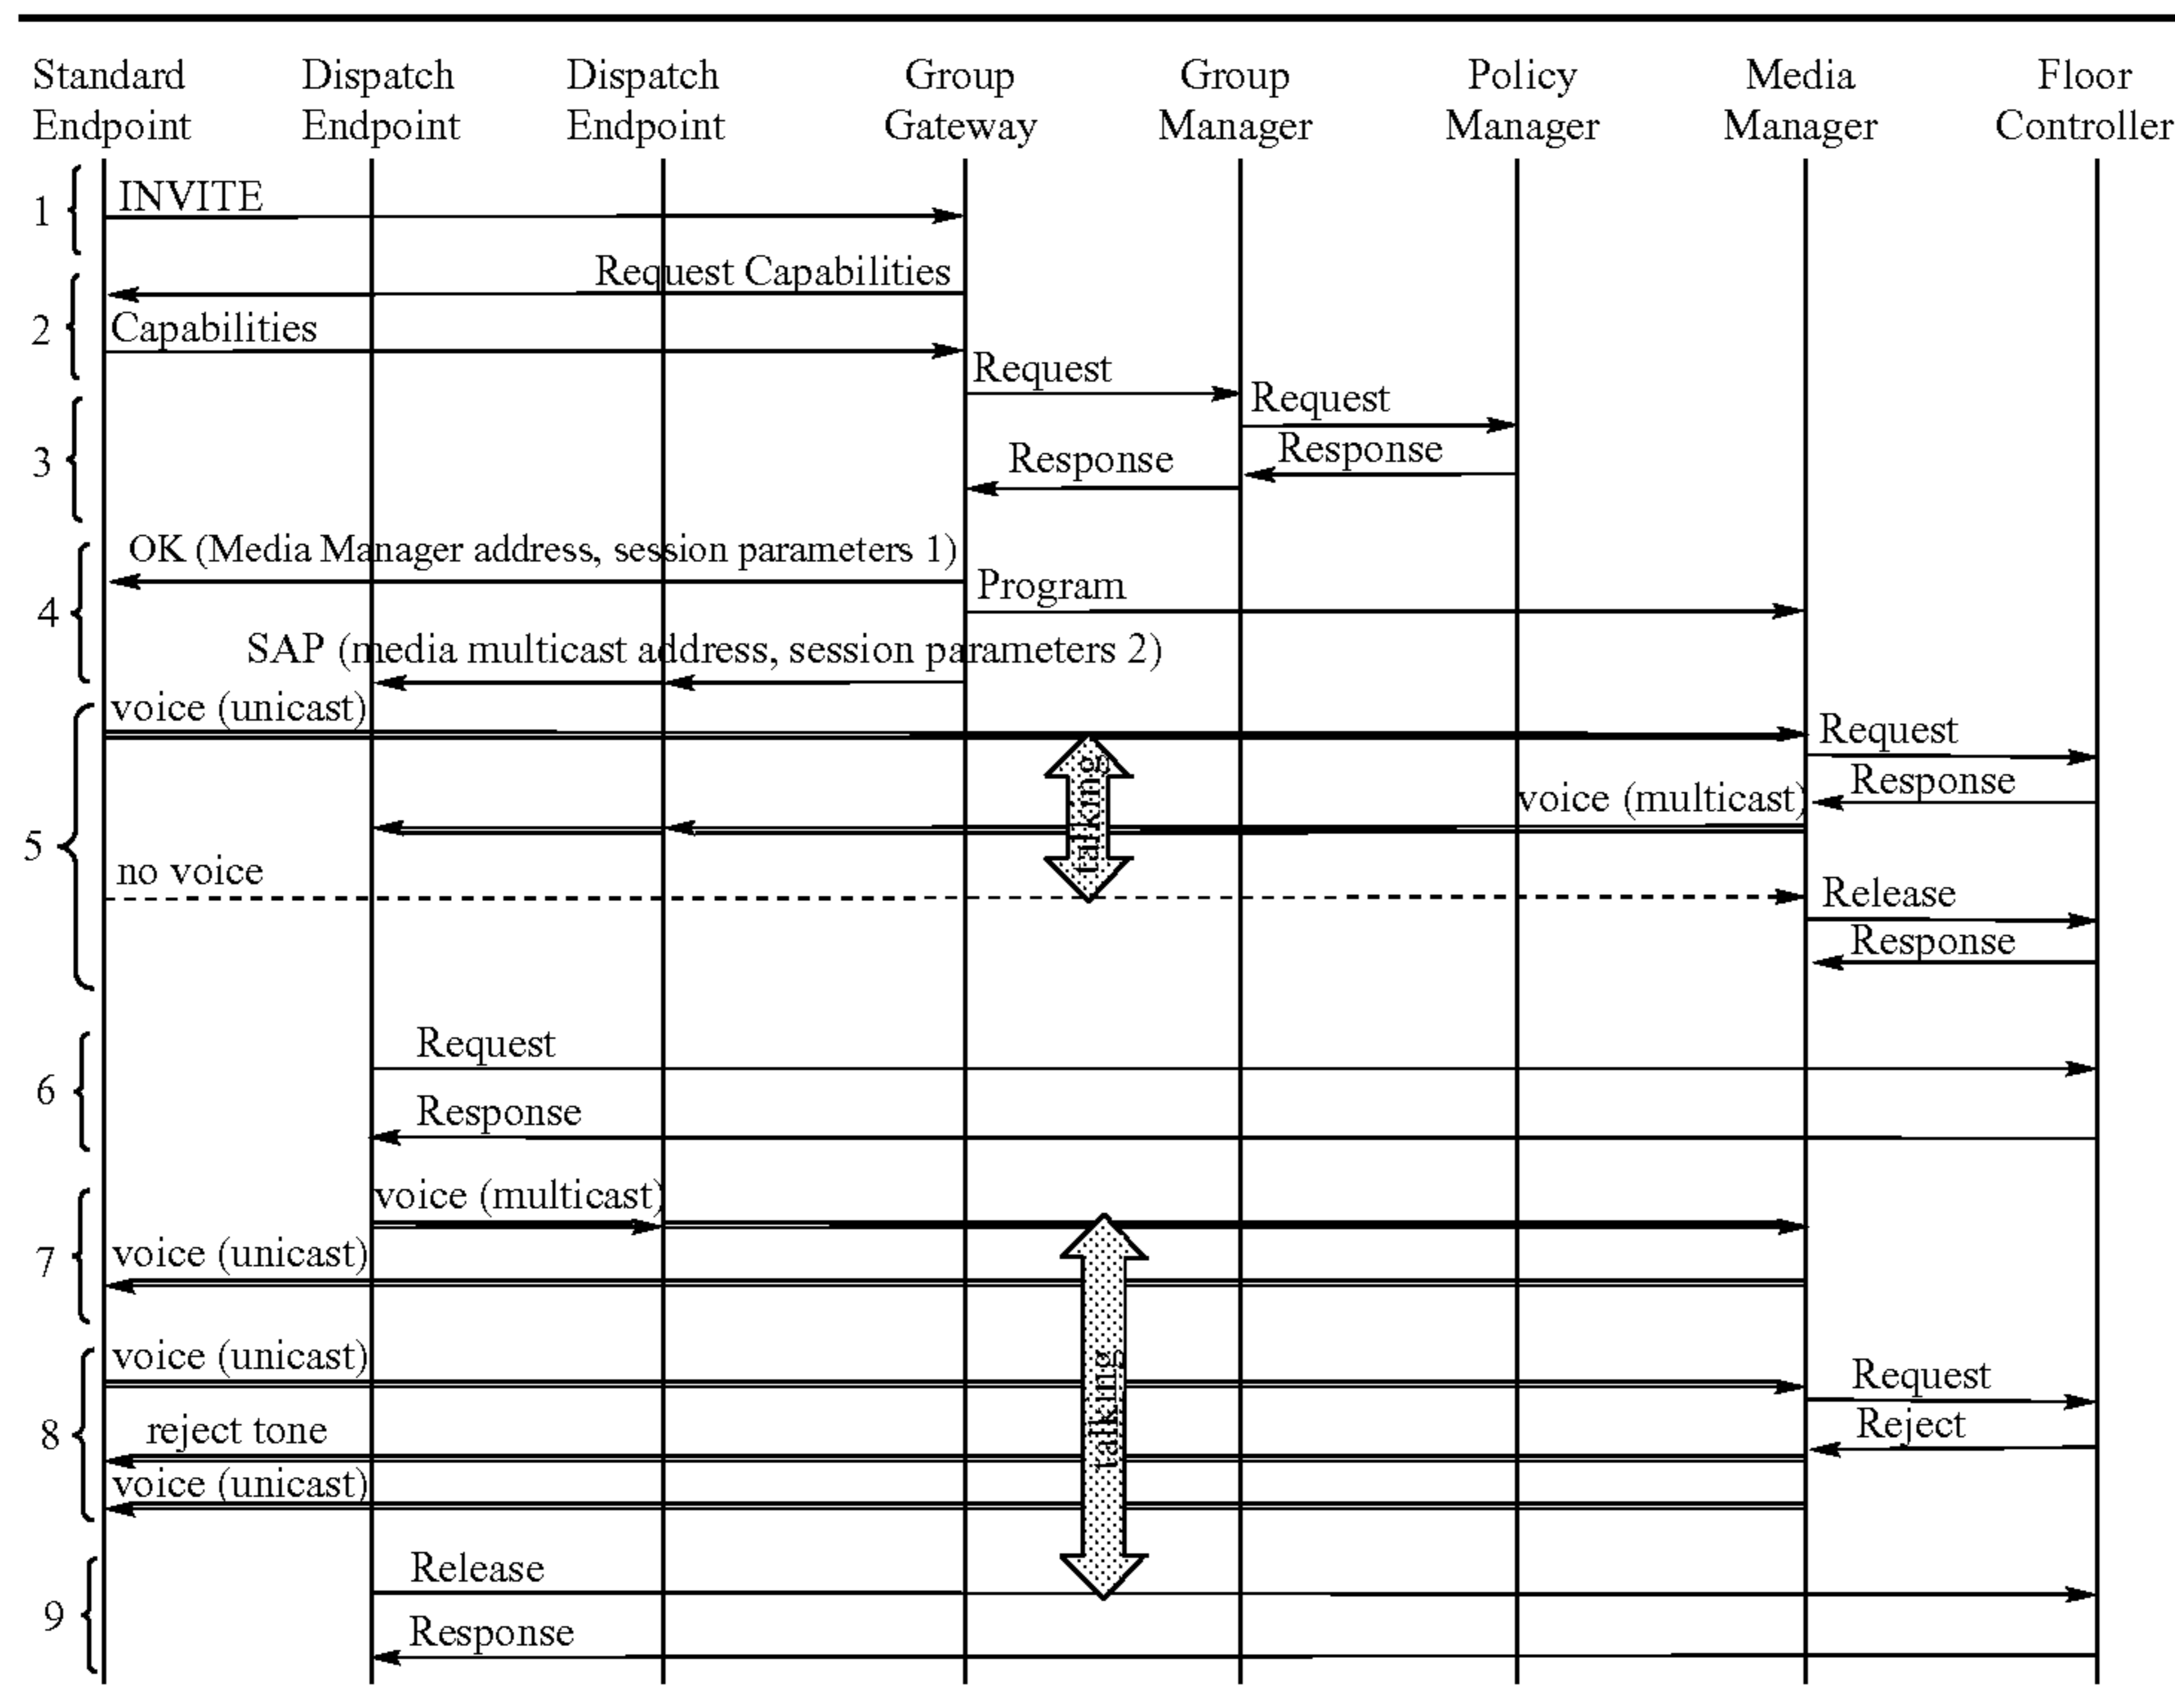 Standard Endpoint
Dispatch Endpoint
Dispatch Endpoint
Group Gateway
Group Manager
Policy Manager
Media Manager
Floor Controller
1
INVITE
2
Request Capabilities
Capabilities
3
Request
Request
Response
Response
4
OK (Media Manager address, session parameters 1)
Program
SAP (media multicast address, session parameters 2)
5
voice (unicast)
Request
Response
voice (multicast)
talking
no voice
Release
Response
6
Request
Response
7
voice (multicast)
voice (unicast)
talking
8
voice (unicast)
Request
Reject
reject tone
voice (unicast)
9
Release
Response